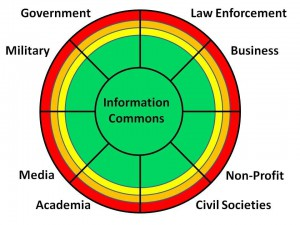 Government
Law Enforcement
Military
Business
Information
Commons
Media
Non-Profit
Academia
Civil Societies